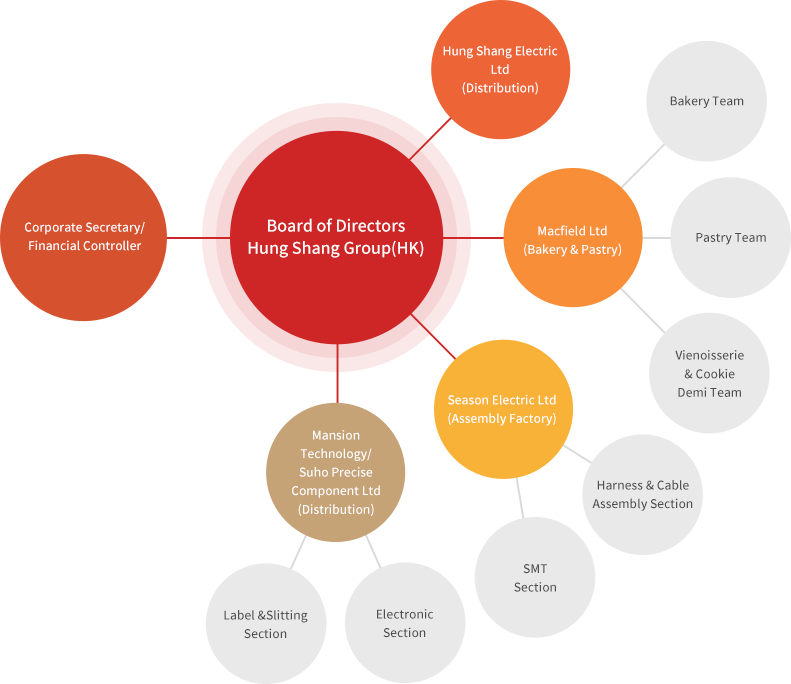 Hung Shang Electric
Ltd
(Distribution)
Bakery Team
Corporate Secretary/
Financial Controller
Board of Directors
Hung Shang Group(HK)
Macfield Ltd
(Bakery & Pastry)
Pastry Team
Vienoisserie
& Cookie
Demi Team
Season Electric Ltd
(Assembly Factory)
Mansion
Technology/
Suho Precise
Component Ltd
(Distribution)
Harness & Cable
Assembly Section
SMT
Section
Label &Slitting
Section
Electronic
Section